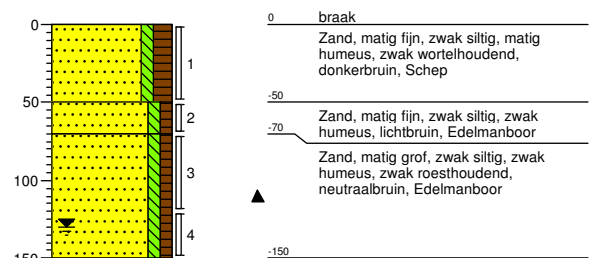 0
50
100
150
1
2
3
4
0 braak
Zand, matig fijn, zwak siltig, matig
humeus, zwak wortelhoudend,
donkerbruin, Schep
-50
Zand, matig fijn, zwak siltig, zwak
humeus, lichtbruin, Edelmanboor
-70
Zand, matig grof, zwak siltig, zwak
humeus, zwak roesthoudend,
neutraalbruin, Edelmanboor
-150